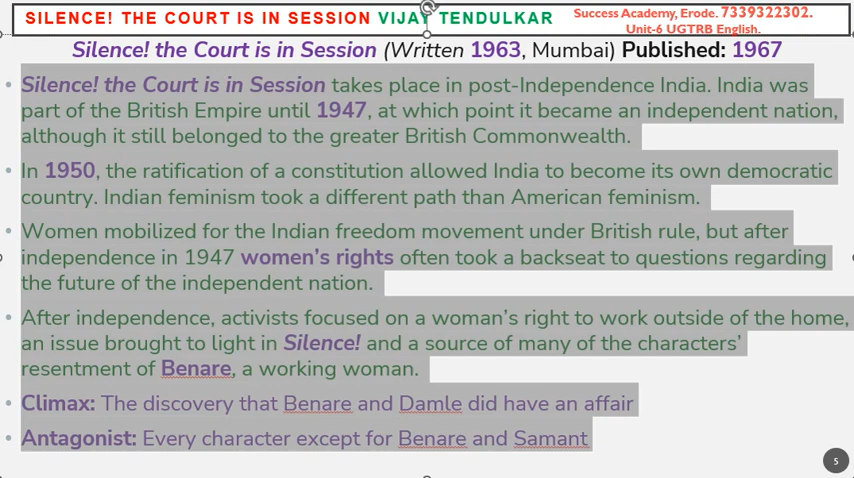 SILENCE! THE COURT IS IN SESSION VIJAY TENDULKAR
Success Academy, Erode. 7339322302.
Unit-6 UGTRB English.
Silence! the Court is in Session (Written 1963, Mumbai) Published: 1967
• Silence! the Court is in Session takes place in post-Independence India. India was
part of the British Empire until 1947, at which point it became an independent nation,
although it still belonged to the greater British Commonwealth.
• In 1950, the ratification of a constitution allowed India to become its own democratic
country. Indian feminism took a different path than American feminism.
• Women mobilized for the Indian freedom movement under British rule, but after
independence in 1947 women's rights often took a backseat to questions regarding
the future of the independent nation.
• After independence, activists focused on a woman's right to work outside of the home,
an issue brought to light in Silence! and a source of many of the characters'
resentment of Benare, a working woman.
• Climax: The discovery that Benare and Damle did have an affair
• Antagonist: Every character except for Benare and Samant
5